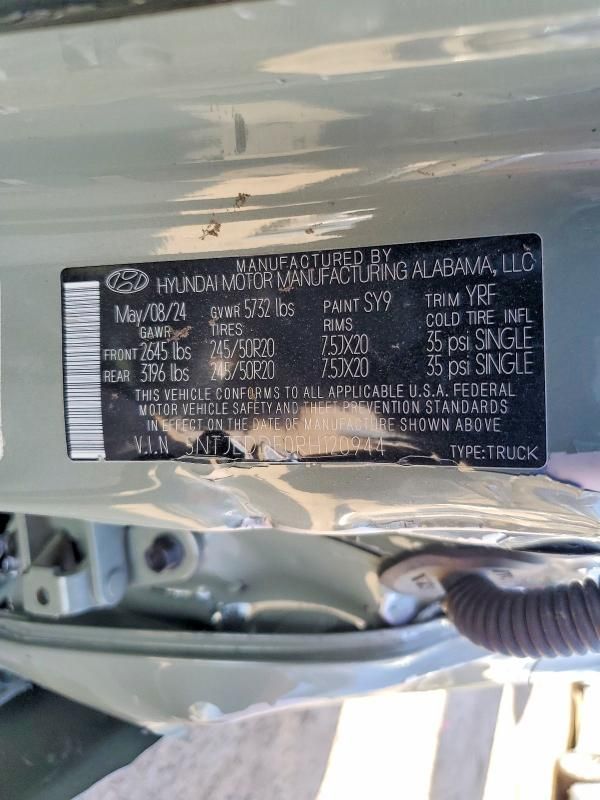 MANUFACTURED BY
HYUNDAI MOTOR MANUFACTURING ALABAMA, LLC
May/08/24 GVWR 5732 lbs PAINT SY9 TRIM YRF
GAWR TIRES RIMS COLD TIRE INFL
FRONT 2645 lbs 245/50R20 7.5JX20 35 psi SINGLE
REAR 3196 lbs 245/50R20 7.5JX20 35 psi SINGLE
THIS VEHICLE CONFORMS TO ALL APPLICABLE U.S.A. FEDERAL
MOTOR VEHICLE SAFETY AND THEFT PREVENTION STANDARDS
IN EFFECT ON THE DATE OF MANUFACTURE SHOWN ABOVE
V.I.N. TYPE:TRUCK